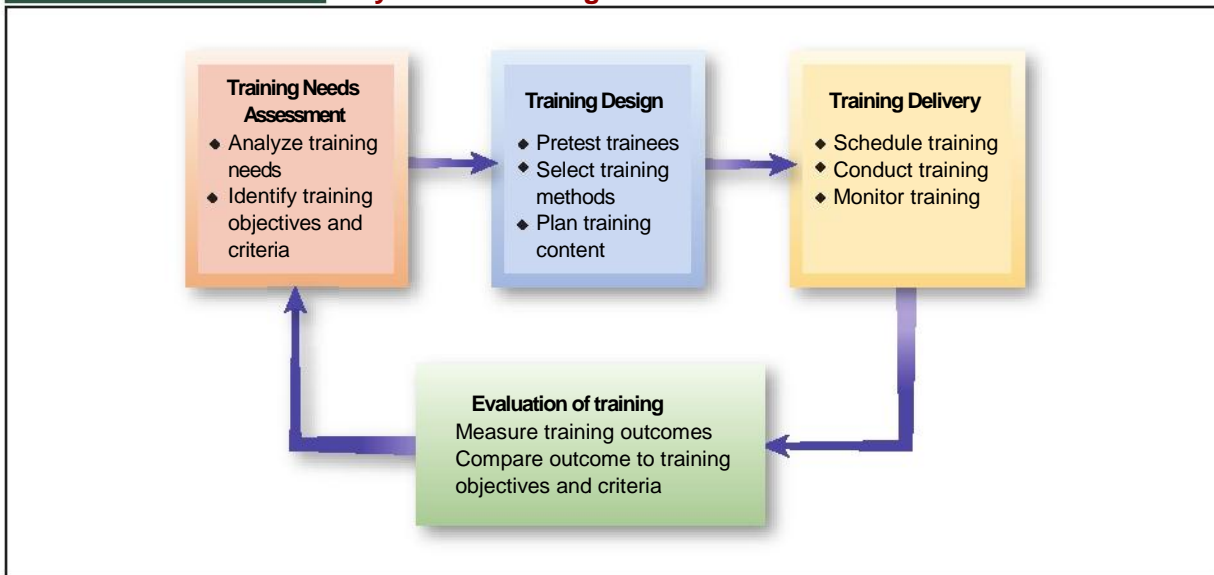 Training Needs
Assessment
◆ Analyze training
needs
◆ Identify training
objectives and
criteria
Training Design
◆ Pretest trainees
◆ Select training
methods
◆ Plan training
content
Training Delivery
◆ Schedule training
◆ Conduct training
◆ Monitor training
Evaluation of training
Measure training outcomes
Compare outcome to training
objectives and criteria